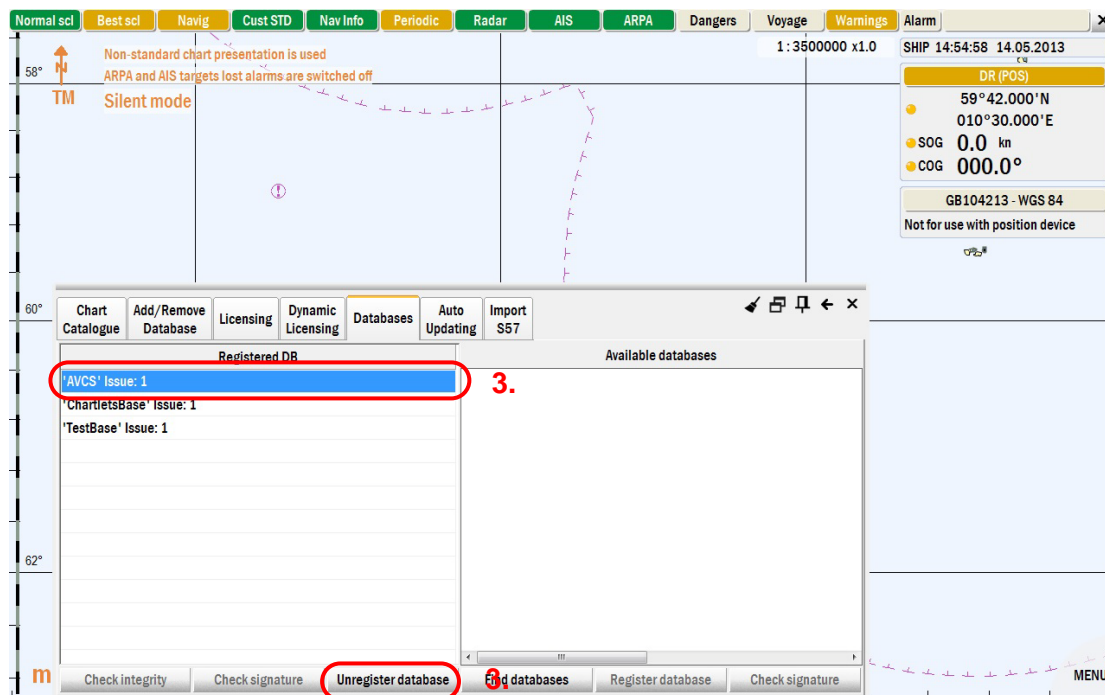 Normal scl Best scl Navig Cust STD Nav Info Periodic Radar AIS ARPA Dangers Voyage Warnings Alarm
Non-standard chart presentation is used
1:3500000 x1.0
SHIP 14:54:58 14.05.2013
58°
N
ARPA and AIS targets lost alarms are switched off
DR (POS)
TM
Silent mode
59°42.000'N
010°30.000'E
SOG 0.0 kn
COG 000.0°
GB104213 - WGS 84
Not for use with position device
60°
Chart Catalogue
Add/Remove Database
Licensing
Dynamic Licensing
Databases
Auto Updating
Import S57
Registered DB
Available databases
'AVCS' Issue: 1
3.
'ChartletsBase' Issue: 1
'TestBase' Issue: 1
62°
m
Check integrity Check signature Unregister database 3. Find databases Register database Check signature
MENU